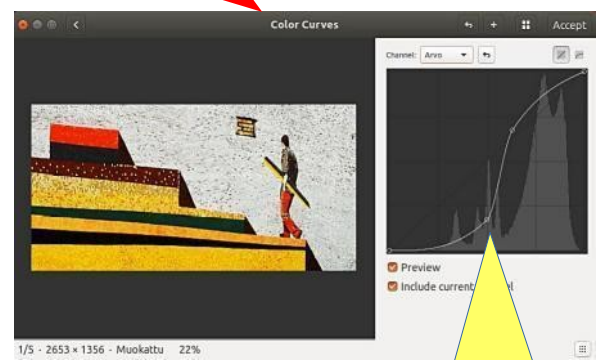 Color Curves
Accept
Channel: Arvo
Preview
Include current
1/5 - 2653 × 1356 - Muokattu 22%